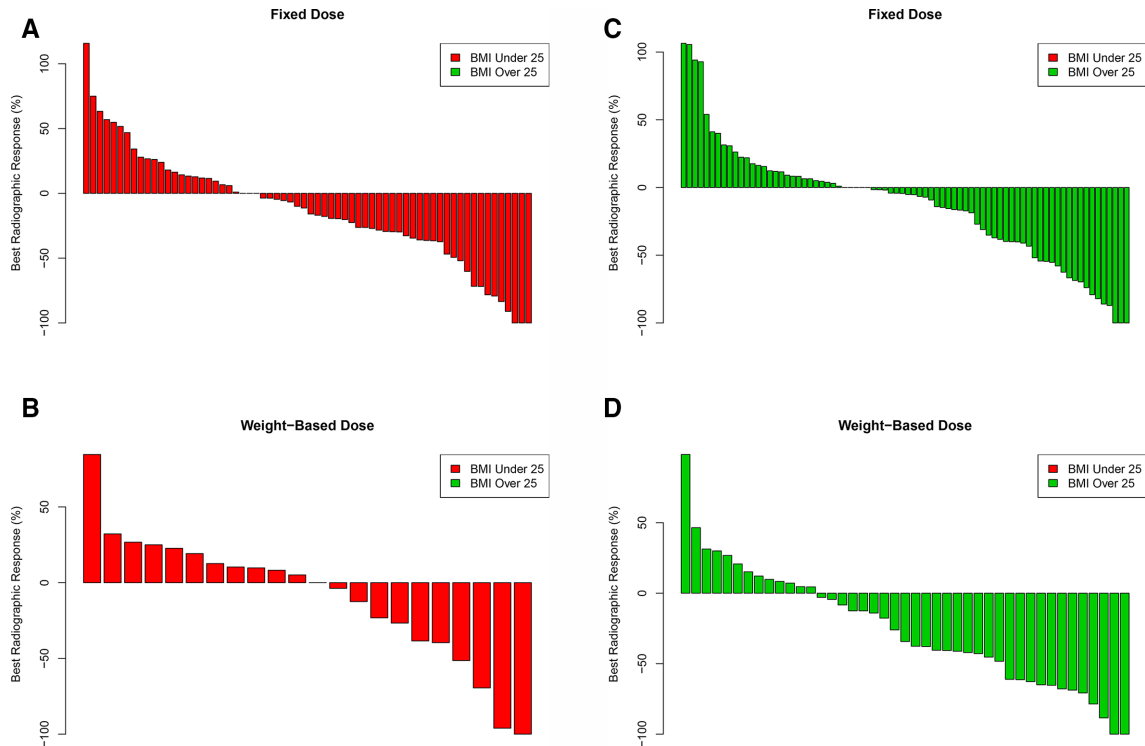 A
Fixed Dose
Best Radiographic Response (%)
100
50
0
−50
−100
BMI Under 25
BMI Over 25
C
Fixed Dose
Best Radiographic Response (%)
100
50
0
−50
−100
BMI Under 25
BMI Over 25
B
Weight−Based Dose
Best Radiographic Response (%)
50
0
−50
−100
BMI Under 25
BMI Over 25
D
Weight−Based Dose
Best Radiographic Response (%)
50
0
−50
−100
BMI Under 25
BMI Over 25